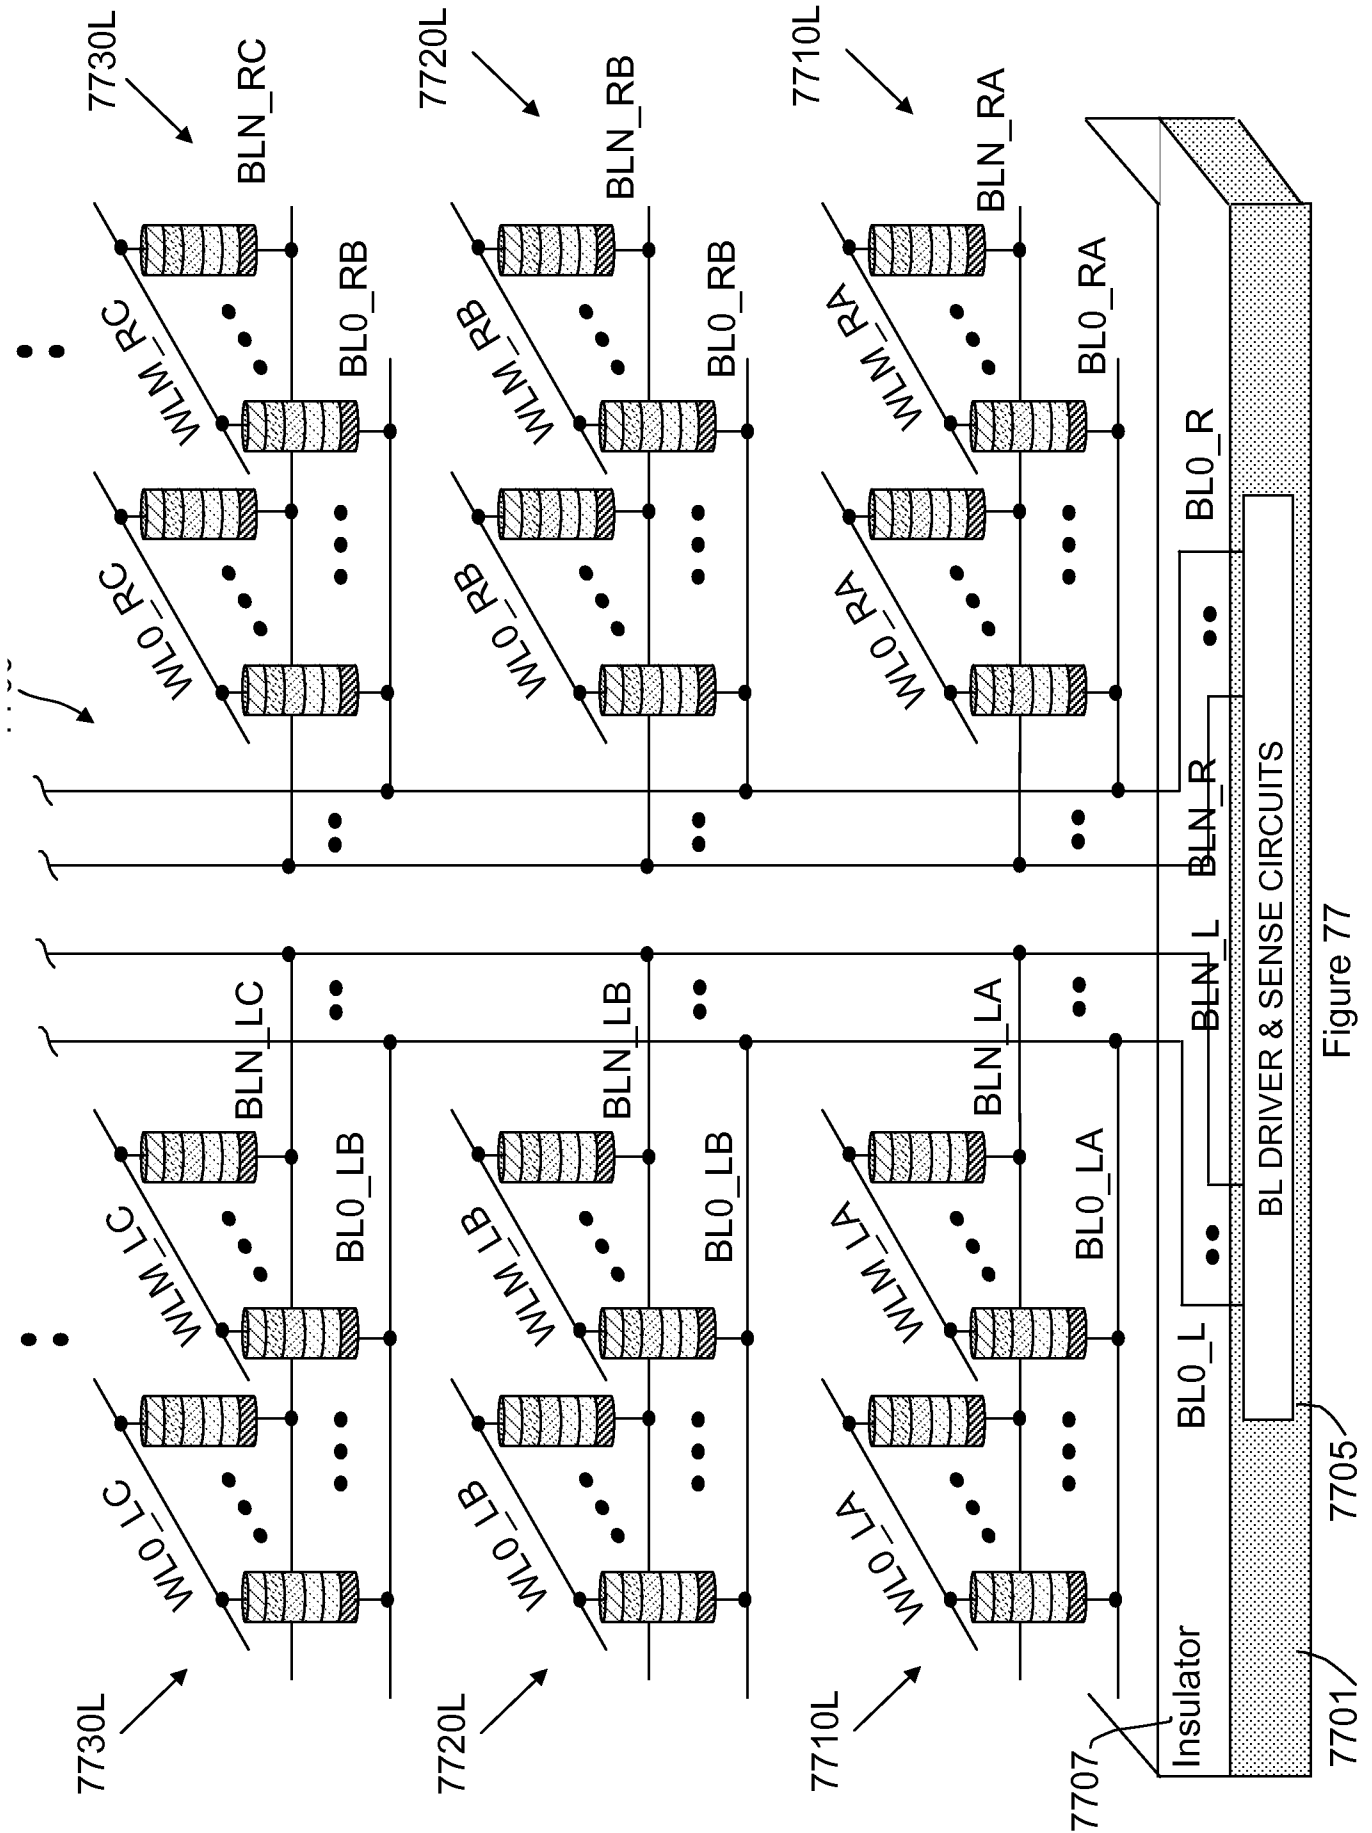 7730L
7730L
WL0_LC
WLM_LC
BLN_LC
WL0_RC
WLM_RC
BLN_RC
BL0_LB
BL0_RB
7720L
7720L
WL0_LB
WLM_LB
BLN_LB
WL0_RB
WLM_RB
BLN_RB
BL0_LB
BL0_RB
7710L
7710L
WL0_LA
WLM_LA
BLN_LA
WL0_RA
WLM_RA
BLN_RA
BL0_LA
BL0_RA
7707
Insulator
BL0_L
BLN_L
BLN_R
BL0_R
BL DRIVER & SENSE CIRCUITS
7701
7705
Figure 77